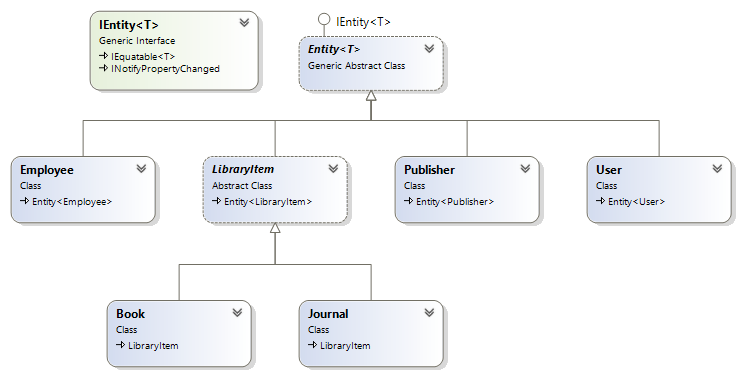 IEntity<T>
Generic Interface
IEquatable<T>
INotifyPropertyChanged
IEntity<T>
Entity<T>
Generic Abstract Class
Employee
Class
Entity<Employee>
LibraryItem
Abstract Class
Entity<LibraryItem>
Publisher
Class
Entity<Publisher>
User
Class
Entity<User>
Book
Class
LibraryItem
Journal
Class
LibraryItem